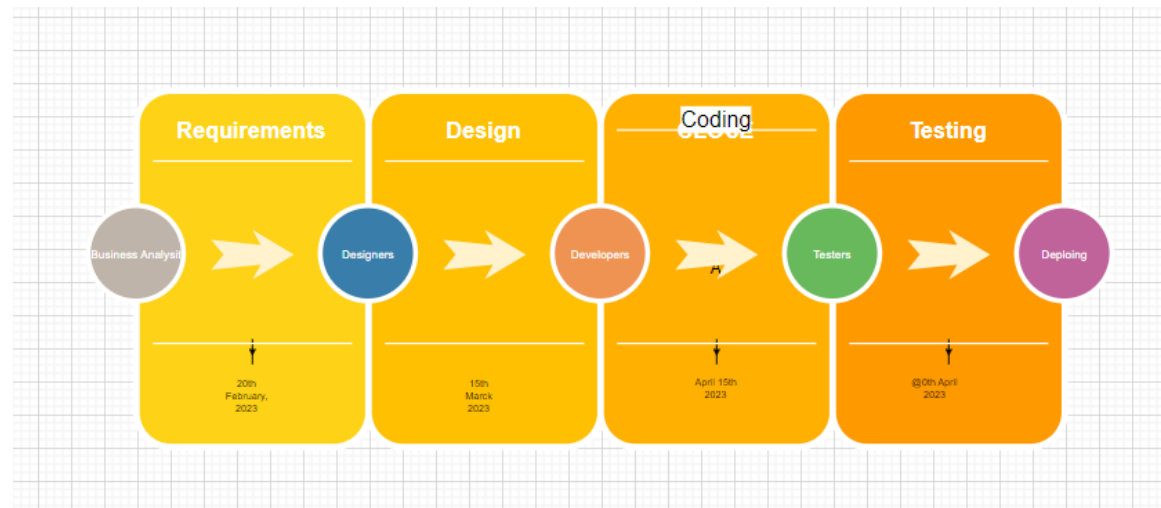 Requirements
Design
Coding
Testing
Business Analysit
Designers
Developers
Testers
Deploing
A
20th
February,
2023
15th
Marck
2023
April 15th
2023
@0th April
2023